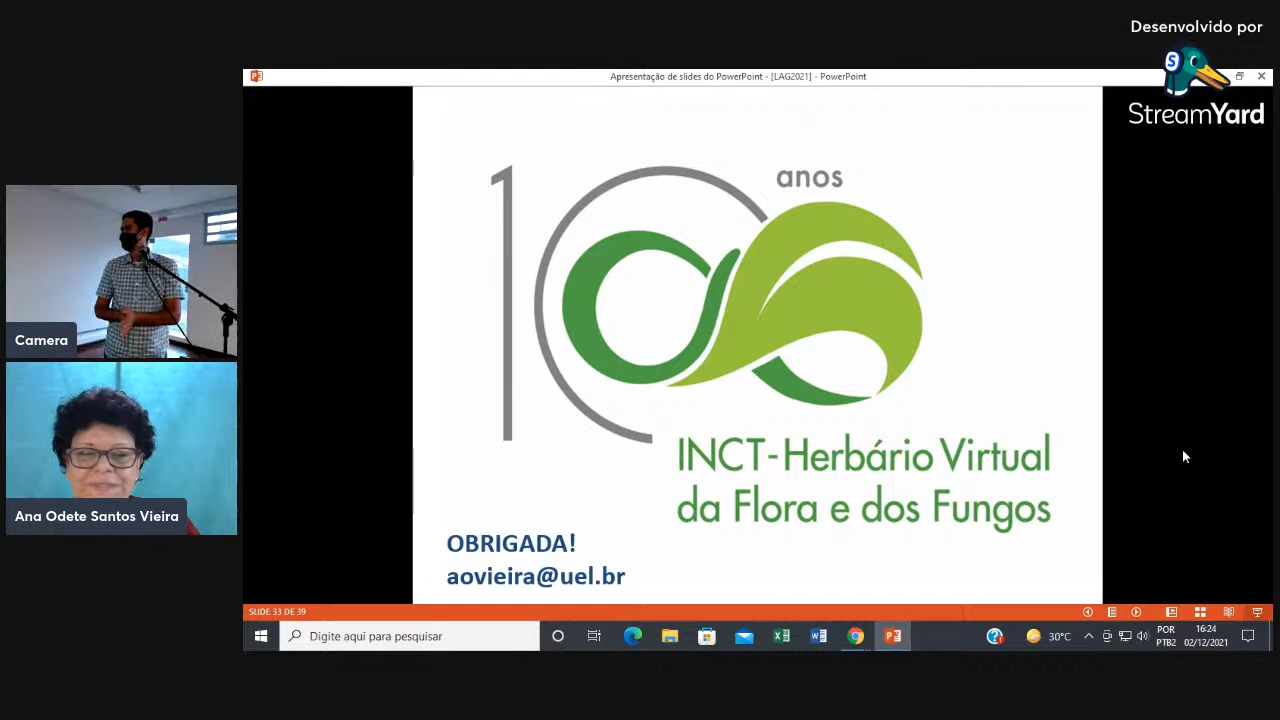 Desenvolvido por
StreamYard
Apresentação de slides do PowerPoint - [LAG2021] - PowerPoint
10 anos
INCT-Herbário Virtual
da Flora e dos Fungos
OBRIGADA!
aovieira@uel.br
Camera
Ana Odete Santos Vieira
SLIDE 33 DE 39
Digite aqui para pesquisar
30°C
POR
PTB2
16:24
02/12/2021